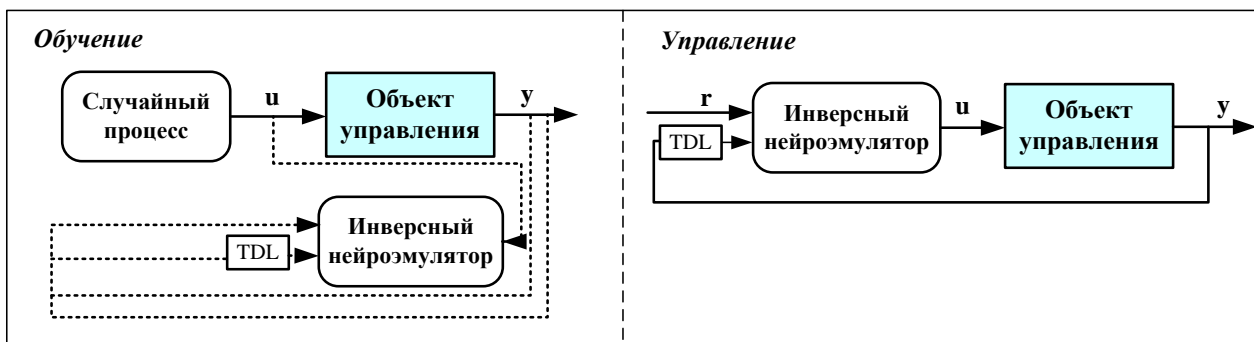 Обучение
Случайный
процесс
u
Объект
управления
y
Инверсный
нейроэмулятор
TDL
Управление
r
TDL
Инверсный
нейроэмулятор
u
Объект
управления
y